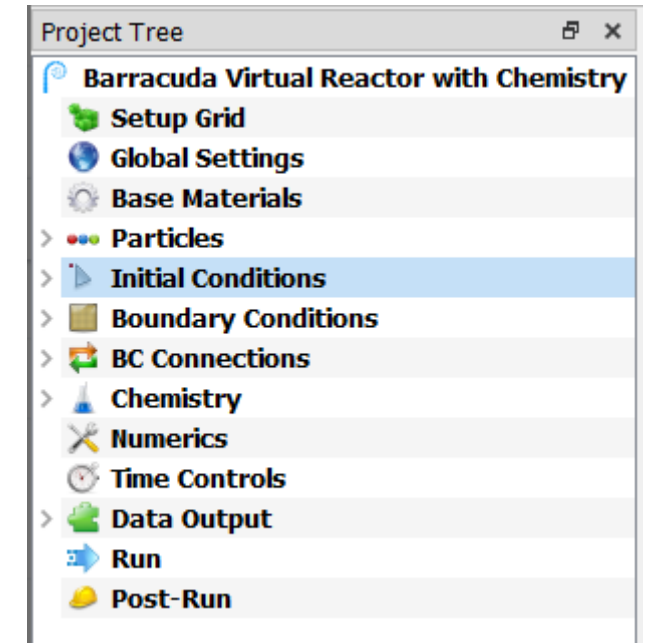 Project Tree
Barracuda Virtual Reactor with Chemistry
Setup Grid
Global Settings
Base Materials
Particles
Initial Conditions
Boundary Conditions
BC Connections
Chemistry
Numerics
Time Controls
Data Output
Run
Post-Run